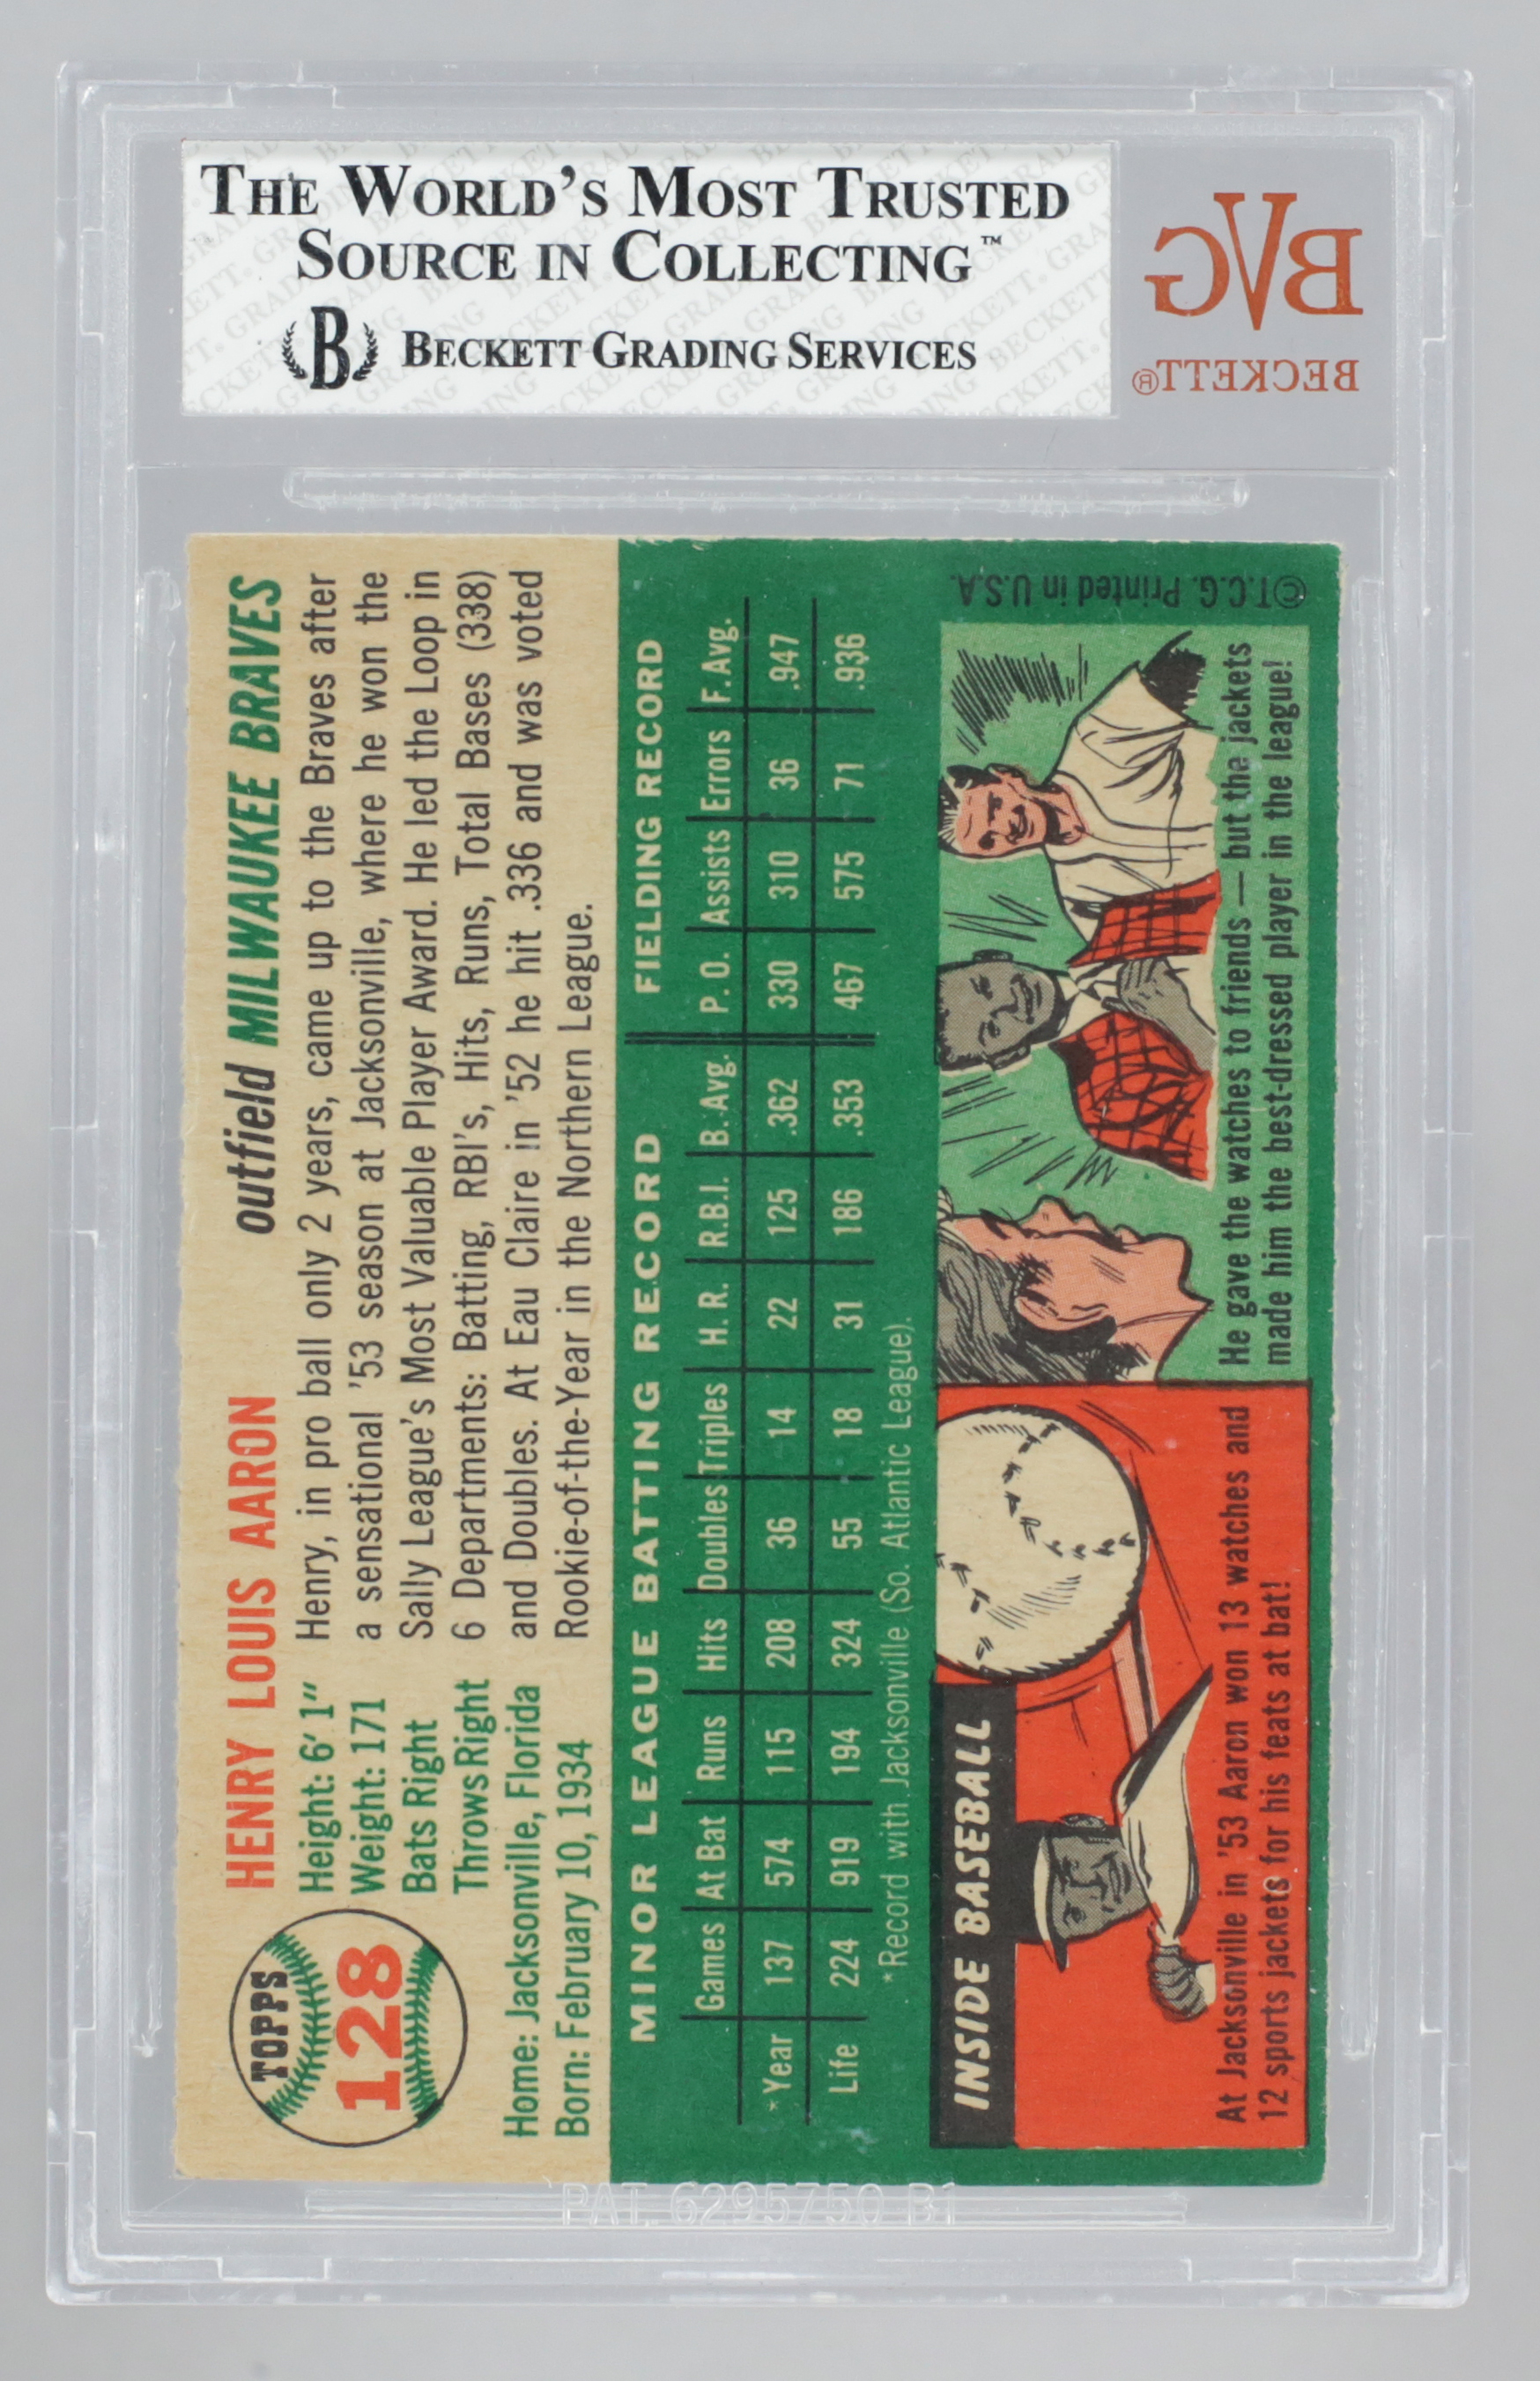 THE WORLD'S MOST TRUSTED
SOURCE IN COLLECTING™
B BECKETT GRADING SERVICES
BVG
BECKETT®
TOPPS
128
HENRY LOUIS AARON outfield MILWAUKEE BRAVES
Height: 6' 1"
Weight: 171
Bats Right
Throws Right
Home: Jacksonville, Florida
Born: February 10, 1934
Henry, in pro ball only 2 years, came up to the Braves after
a sensational '53 season at Jacksonville, where he won the
Sally League's Most Valuable Player Award. He led the Loop in
6 Departments: Batting, RBI's, Hits, Runs, Total Bases (338)
and Doubles. At Eau Claire in '52 he hit .336 and was voted
Rookie-of-the-Year in the Northern League.
MINOR LEAGUE BATTING RECORD FIELDING RECORD
Games At Bat Runs Hits Doubles Triples H. R. R.B.I. B. Avg. P. O. Assists Errors F. Avg.
*Year 137 574 115 208 36 14 22 125 .362 330 310 36 .947
Life 224 919 194 324 55 18 31 186 .353 467 575 71 .936
*Record with Jacksonville (So. Atlantic League).
INSIDE BASEBALL
At Jacksonville in '53 Aaron won 13 watches and
12 sports jackets for his feats at bat!
He gave the watches to friends — but the jackets
made him the best-dressed player in the league!
©T.C.G. Printed in U.S.A.
PAT. 6295750 B1